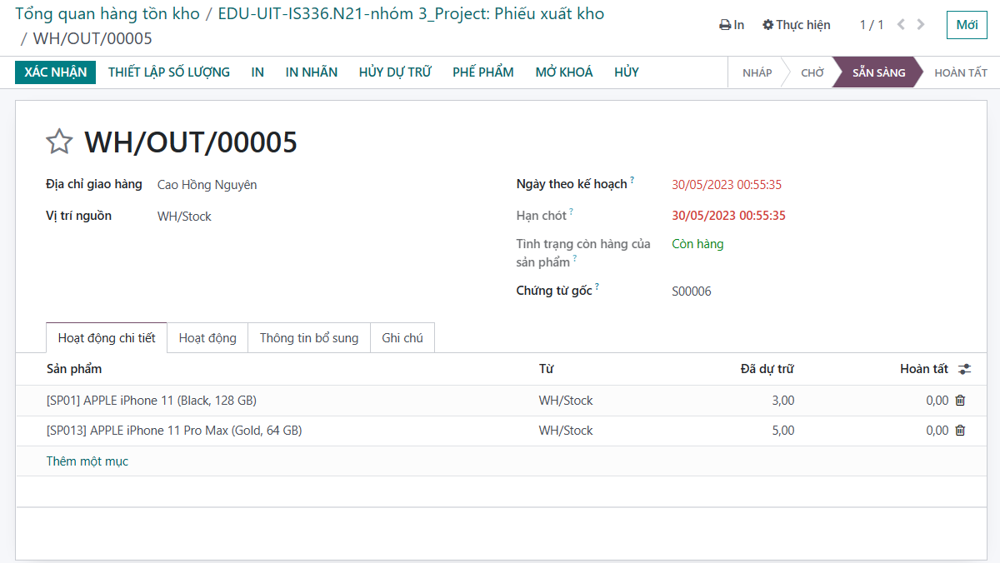 Tổng quan hàng tồn kho / EDU-UIT-IS336.N21-nhóm 3_Project: Phiếu xuất kho
/ WH/OUT/00005
In Thực hiện 1 / 1 Mới
XÁC NHẬN THIẾT LẬP SỐ LƯỢNG IN IN NHÃN HỦY DỰ TRỮ PHẾ PHẨM MỞ KHOÁ HỦY NHÁP CHỜ SẴN SÀNG HOÀN TẤT
WH/OUT/00005
Địa chỉ giao hàng Cao Hồng Nguyên
Vị trí nguồn WH/Stock
Ngày theo kế hoạch ? 30/05/2023 00:55:35
Hạn chót ? 30/05/2023 00:55:35
Tình trạng còn hàng của Còn hàng
sản phẩm ?
Chứng từ gốc ? S00006
Hoạt động chi tiết Hoạt động Thông tin bổ sung Ghi chú
Sản phẩm Từ Đã dự trữ Hoàn tất
[SP01] APPLE iPhone 11 (Black, 128 GB) WH/Stock 3,00 0,00
[SP013] APPLE iPhone 11 Pro Max (Gold, 64 GB) WH/Stock 5,00 0,00
Thêm một mục